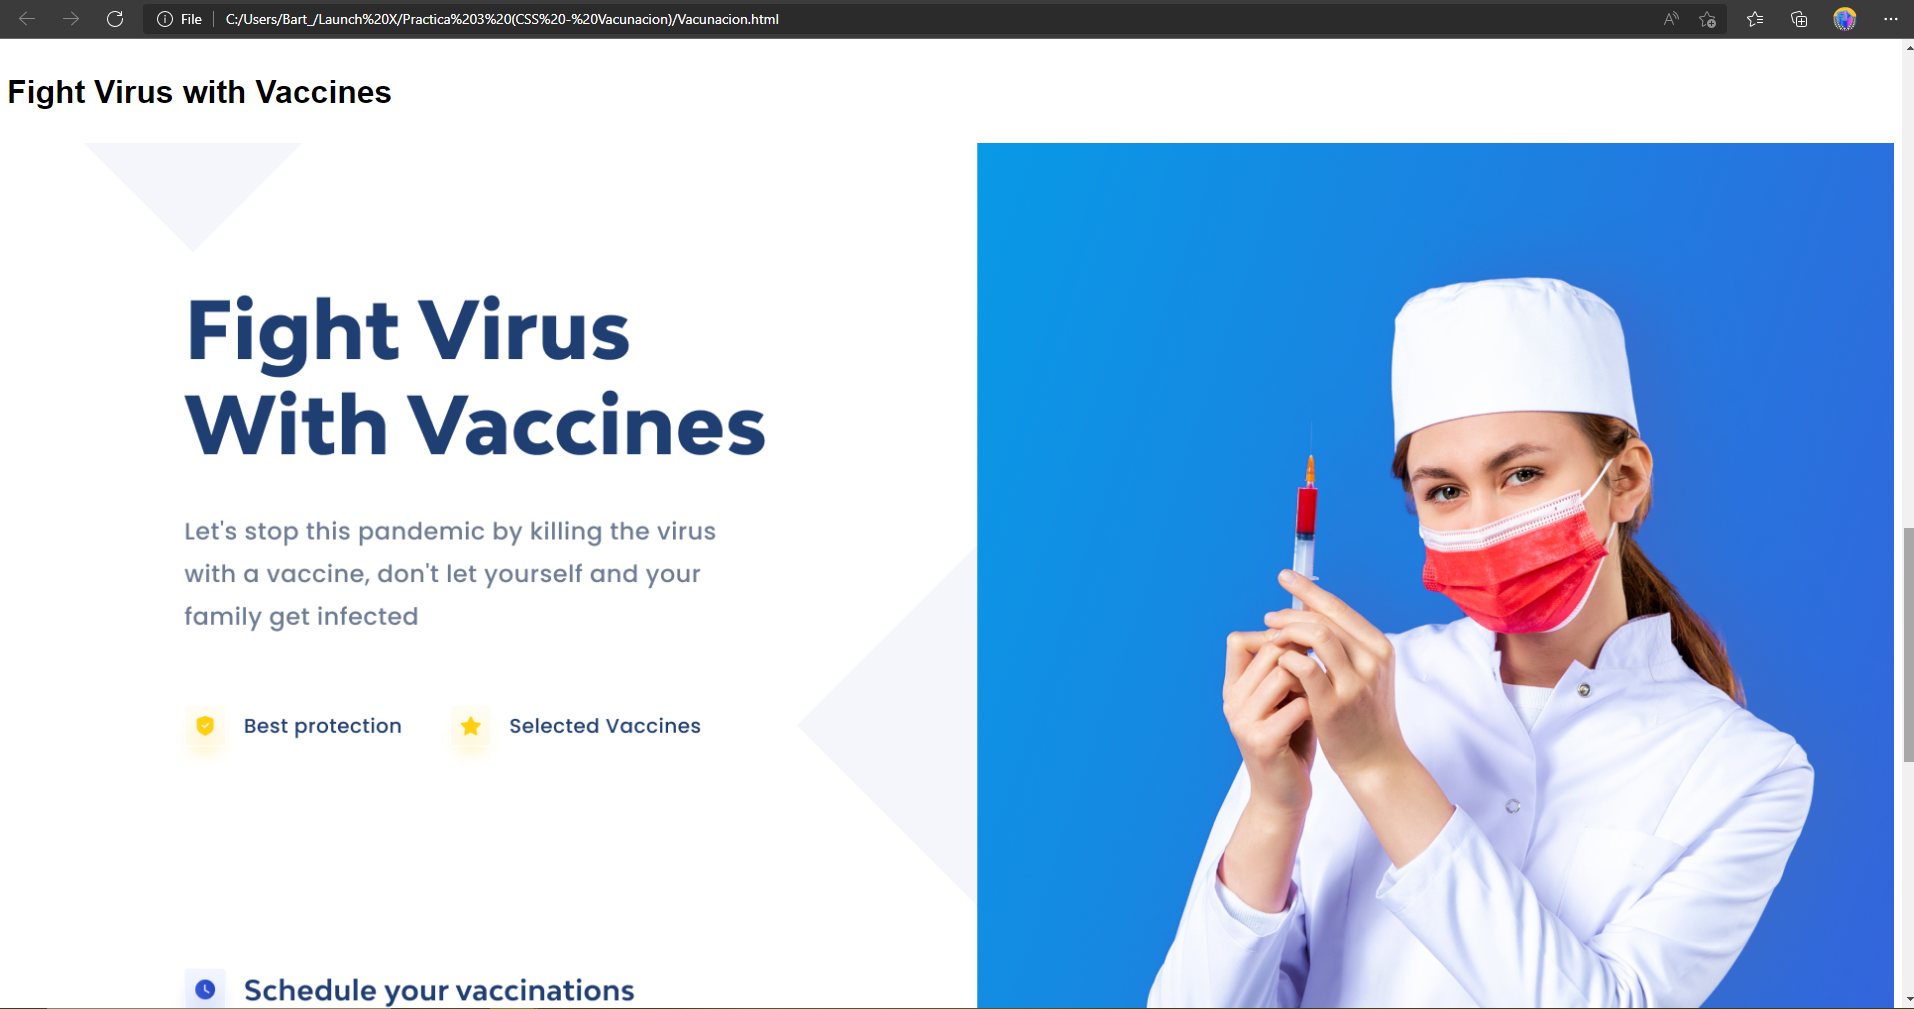 File
C:/Users/Bart_/Launch%20X/Practica%203%20(CSS%20-%20Vacunacion)/Vacunacion.html
Fight Virus with Vaccines
Fight Virus
With Vaccines
Let's stop this pandemic by killing the virus
with a vaccine, don't let yourself and your
family get infected
Best protection
Selected Vaccines
Schedule your vaccinations